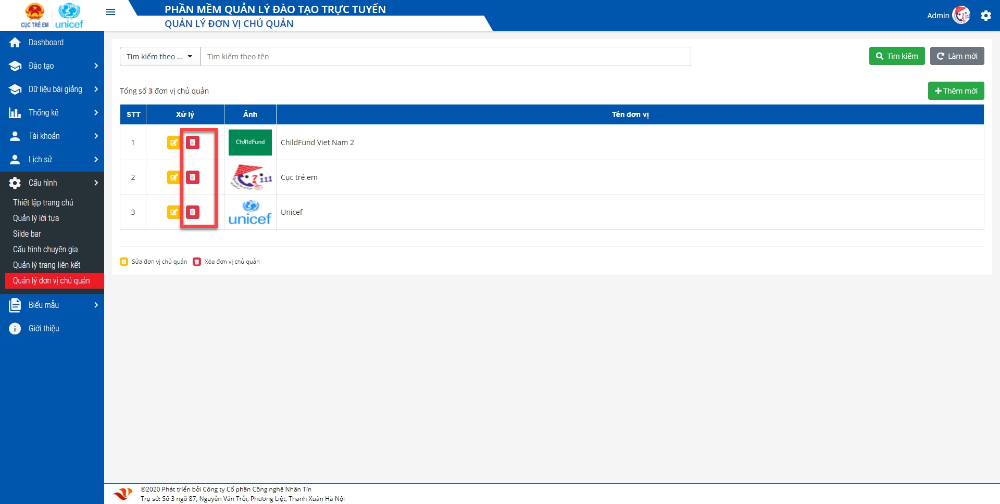 CỤC TRẺ EM
unicef
PHẦN MỀM QUẢN LÝ ĐÀO TẠO TRỰC TUYẾN
QUẢN LÝ ĐƠN VỊ CHỦ QUẢN
Admin
Dashboard
Đào tạo
Dữ liệu bài giảng
Thống kê
Tài khoản
Lịch sử
Cấu hình
Thiết lập trang chủ
Quản lý lời tựa
Silde bar
Cấu hình chuyên gia
Quản lý trang liên kết
Quản lý đơn vị chủ quản
Biểu mẫu
Giới thiệu
Tìm kiếm theo ...
Tìm kiếm theo tên
Tìm kiếm
Làm mới
Tổng số 3 đơn vị chủ quản
Thêm mới
STT Xử lý Ảnh Tên đơn vị
1 ChildFund ChildFund Viet Nam 2
2 111 Cục trẻ em
3 unicef Unicef
Sửa đơn vị chủ quản Xóa đơn vị chủ quản
®2020 Phát triển bởi Công ty Cổ phần Công nghệ Nhân Tín
Trụ sở: Số 3 ngõ 87, Nguyễn Văn Trỗi, Phương Liệt, Thanh Xuân Hà Nội